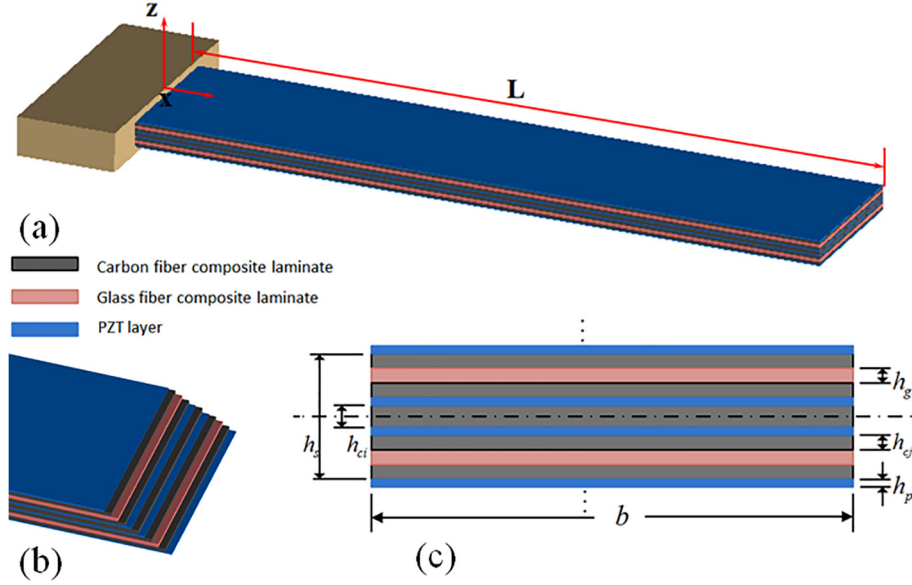 z
x
L
(a)
Carbon fiber composite laminate
Glass fiber composite laminate
PZT layer
h_g
h_s
h_ci
h_cj
h_p
b
(b)
(c)